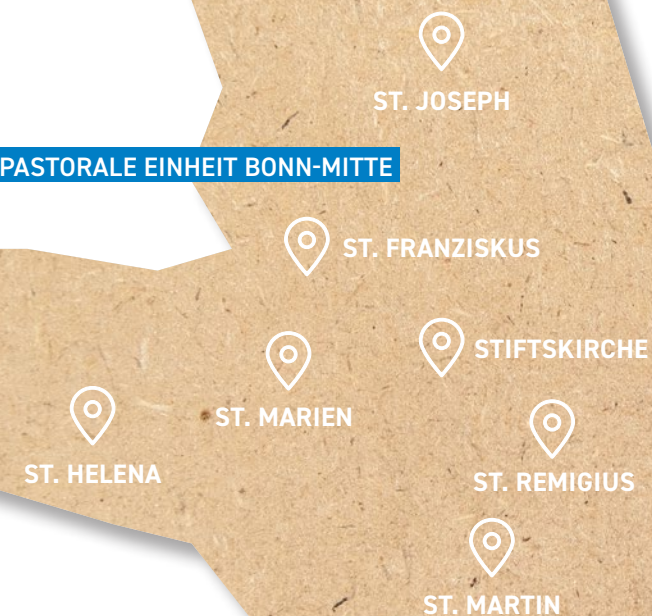 ST. JOSEPH
PASTORALE EINHEIT BONN-MITTE
ST. FRANZISKUS
STIFTSKIRCHE
ST. MARIEN
ST. HELENA
ST. REMIGIUS
ST. MARTIN